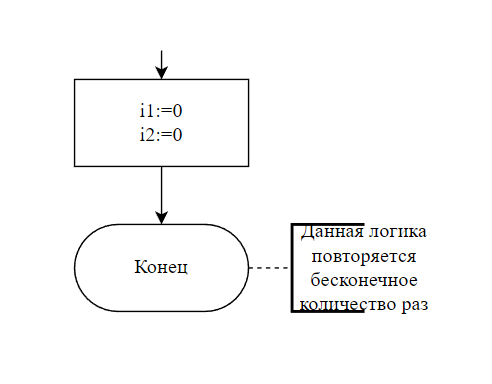 i1:=0
i2:=0
Конец
Данная логика
повторяется
бесконечное
количество раз